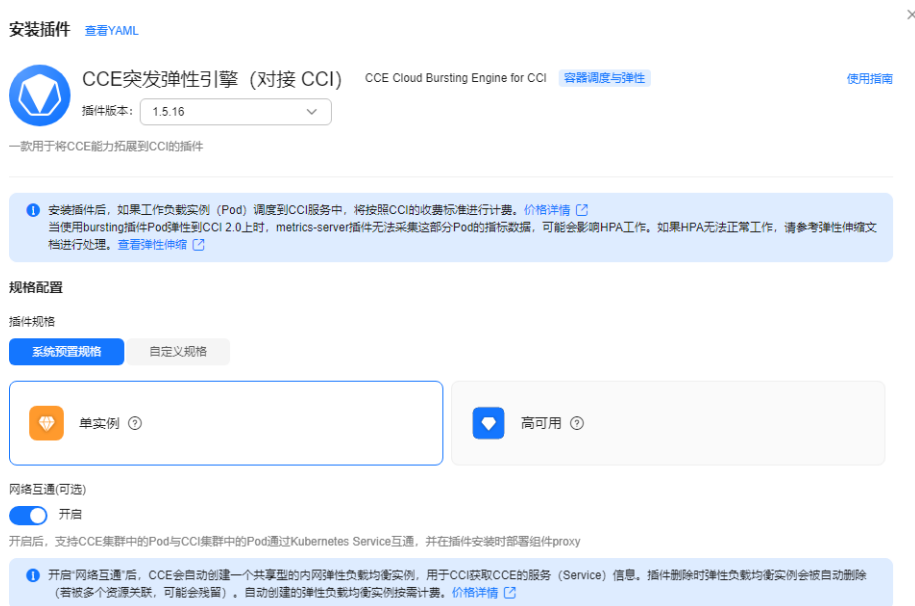 安装插件 查看YAML
CCE突发弹性引擎（对接 CCI） CCE Cloud Bursting Engine for CCI 容器调度与弹性 使用指南
插件版本： 1.5.16
一款用于将CCE能力拓展到CCI的插件
安装插件后，如果工作负载实例（Pod）调度到CCI服务中，将按照CCI的收费标准进行计费。价格详情
当使用bursting插件Pod弹性到CCI 2.0上时，metrics-server插件无法采集这部分Pod的指标数据，可能会影响HPA工作。如果HPA无法正常工作，请参考弹性伸缩文
档进行处理。查看弹性伸缩
规格配置
插件规格
系统预置规格 自定义规格
单实例 高可用
网络互通(可选)
开启
开启后，支持CCE集群中的Pod与CCI集群中的Pod通过Kubernetes Service互通，并在插件安装时部署组件proxy
开启“网络互通”后，CCE会自动创建一个共享型的内网弹性负载均衡实例，用于CCI获取CCE的服务（Service）信息。插件删除时弹性负载均衡实例会被自动删除
（若被多个资源关联，可能会残留）。自动创建的弹性负载均衡实例按需计费。价格详情